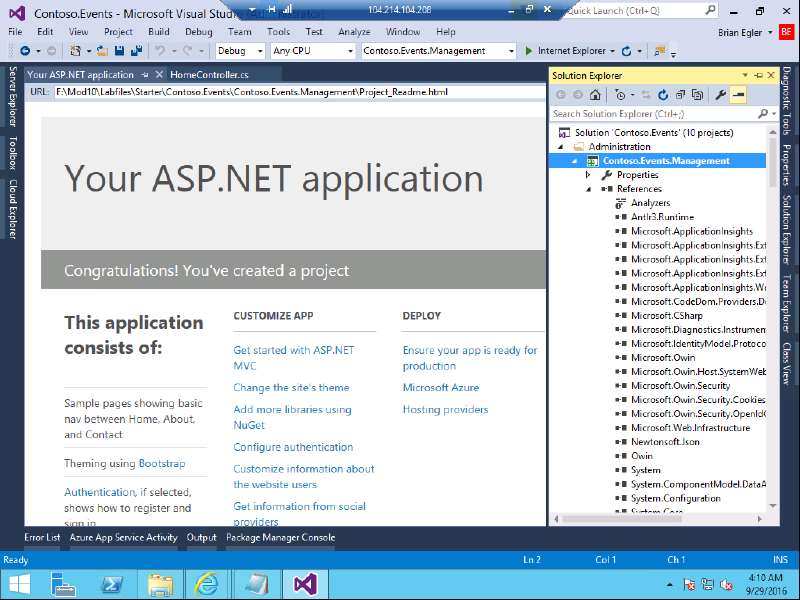 Contoso.Events - Microsoft Visual Stud
104.214.104.208
Quick Launch (Ctrl+Q)
File Edit View Project Build Debug Team Tools Test Analyze Window Help
Brian Egler BE
Debug Any CPU Contoso.Events.Management Internet Explorer
Server Explorer
Toolbox
Cloud Explorer
Your ASP.NET application HomeController.cs
URL: F:\Mod10\Labfiles\Starter\Contoso.Events\Contoso.Events.Management\Project_Readme.html
Your ASP.NET application
Congratulations! You've created a project
This application
consists of:
Sample pages showing basic
nav between Home, About,
and Contact
Theming using Bootstrap
Authentication, if selected,
shows how to register and
sign in
CUSTOMIZE APP
Get started with ASP.NET
MVC
Change the site's theme
Add more libraries using
NuGet
Configure authentication
Customize information about
the website users
Get information from social
providers
DEPLOY
Ensure your app is ready for
production
Microsoft Azure
Hosting providers
Solution Explorer
Search Solution Explorer (Ctrl+;)
Solution 'Contoso.Events' (10 projects)
Administration
Contoso.Events.Management
Properties
References
Analyzers
Antlr3.Runtime
Microsoft.ApplicationInsights
Microsoft.ApplicationInsights.Ext
Microsoft.ApplicationInsights.Ext
Microsoft.ApplicationInsights.Ext
Microsoft.ApplicationInsights.W
Microsoft.CodeDom.Providers.D
Microsoft.CSharp
Microsoft.Diagnostics.Instrumen
Microsoft.IdentityModel.Protoco
Microsoft.Owin
Microsoft.Owin.Host.SystemWeb
Microsoft.Owin.Security
Microsoft.Owin.Security.Cookies
Microsoft.Owin.Security.OpenId
Microsoft.Web.Infrastructure
Newtonsoft.Json
Owin
System
System.ComponentModel.DataA
System.Configuration
System.Core
Diagnostic Tools
Properties
Solution Explorer
Team Explorer
Class View
Error List Azure App Service Activity Output Package Manager Console
Ready Ln 2 Col 1 Ch 1 INS
4:10 AM
9/29/2016